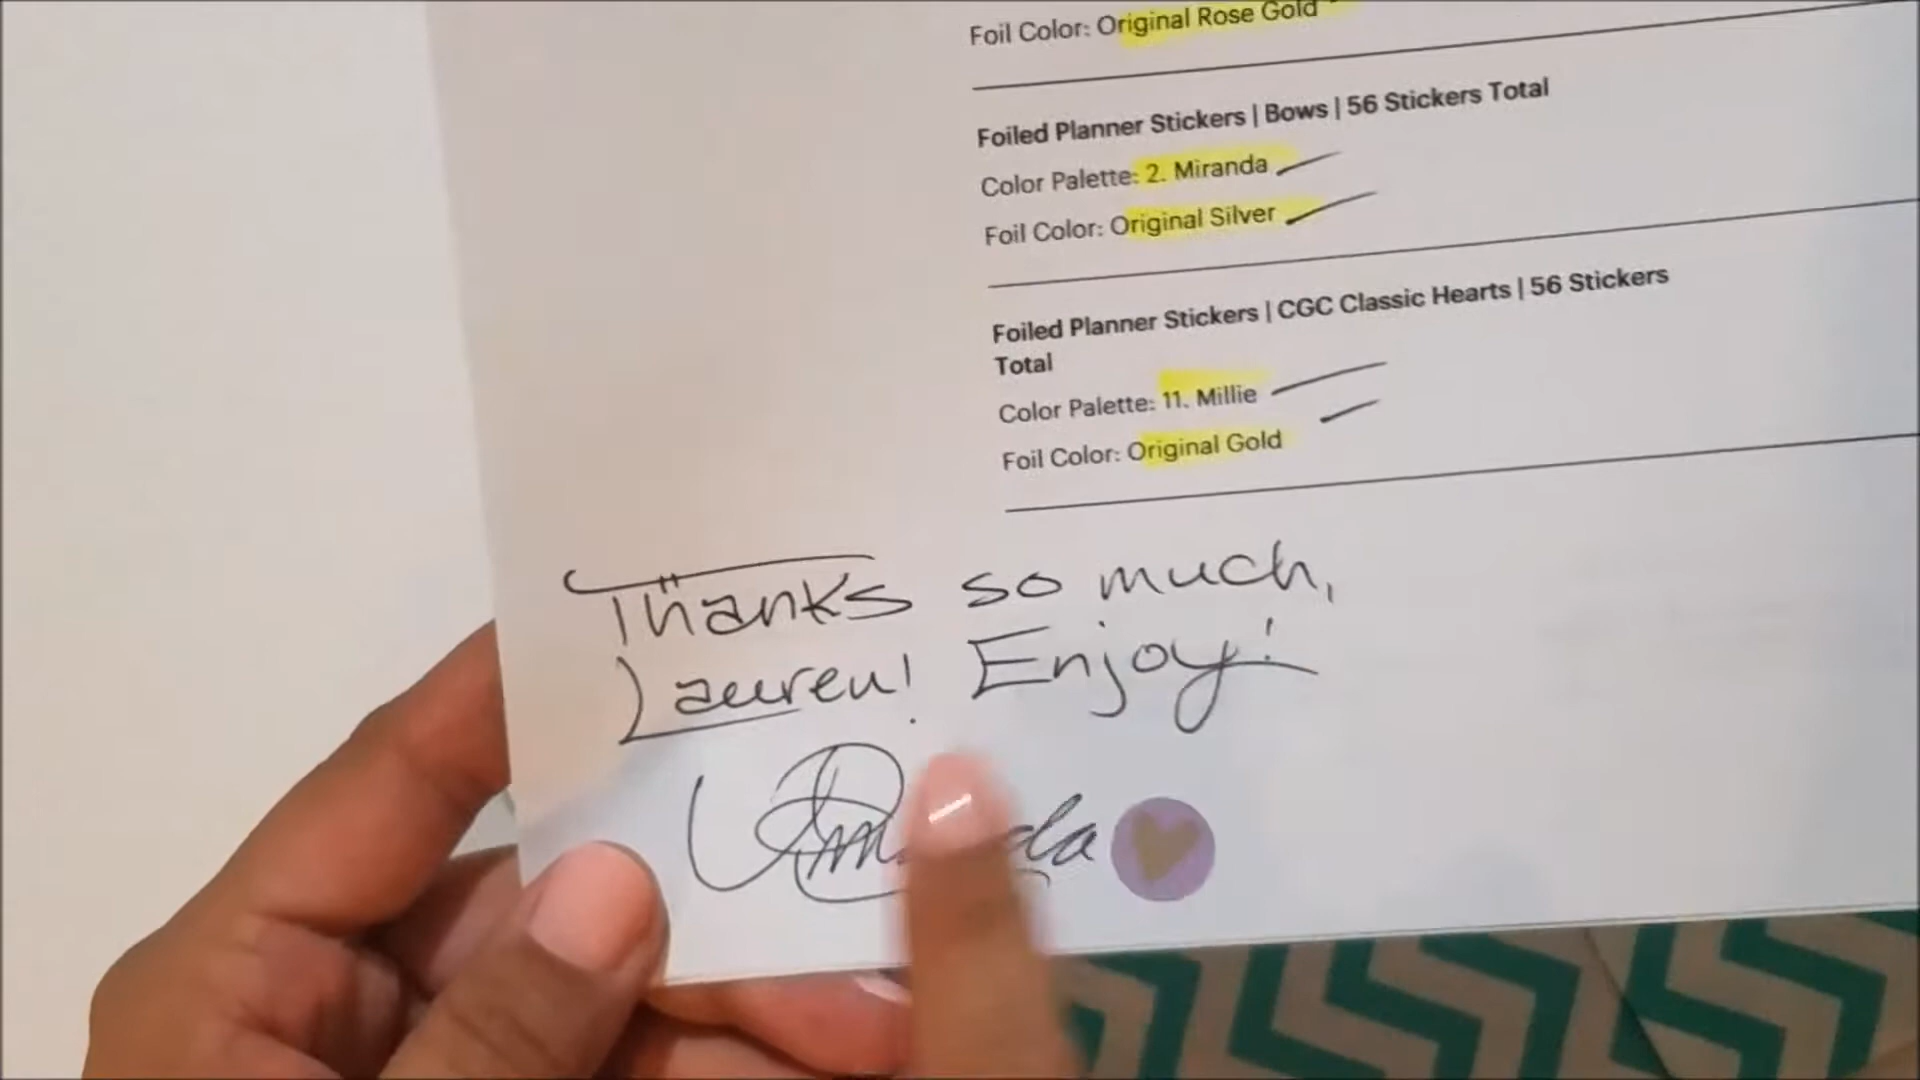 Foil Color: Original Rose Gold
Foiled Planner Stickers | Bows | 56 Stickers Total
Color Palette: 2. Miranda
Foil Color: Original Silver
Foiled Planner Stickers | CGC Classic Hearts | 56 Stickers
Total
Color Palette: 11. Millie
Foil Color: Original Gold
Thanks so much,
Lauren! Enjoy!